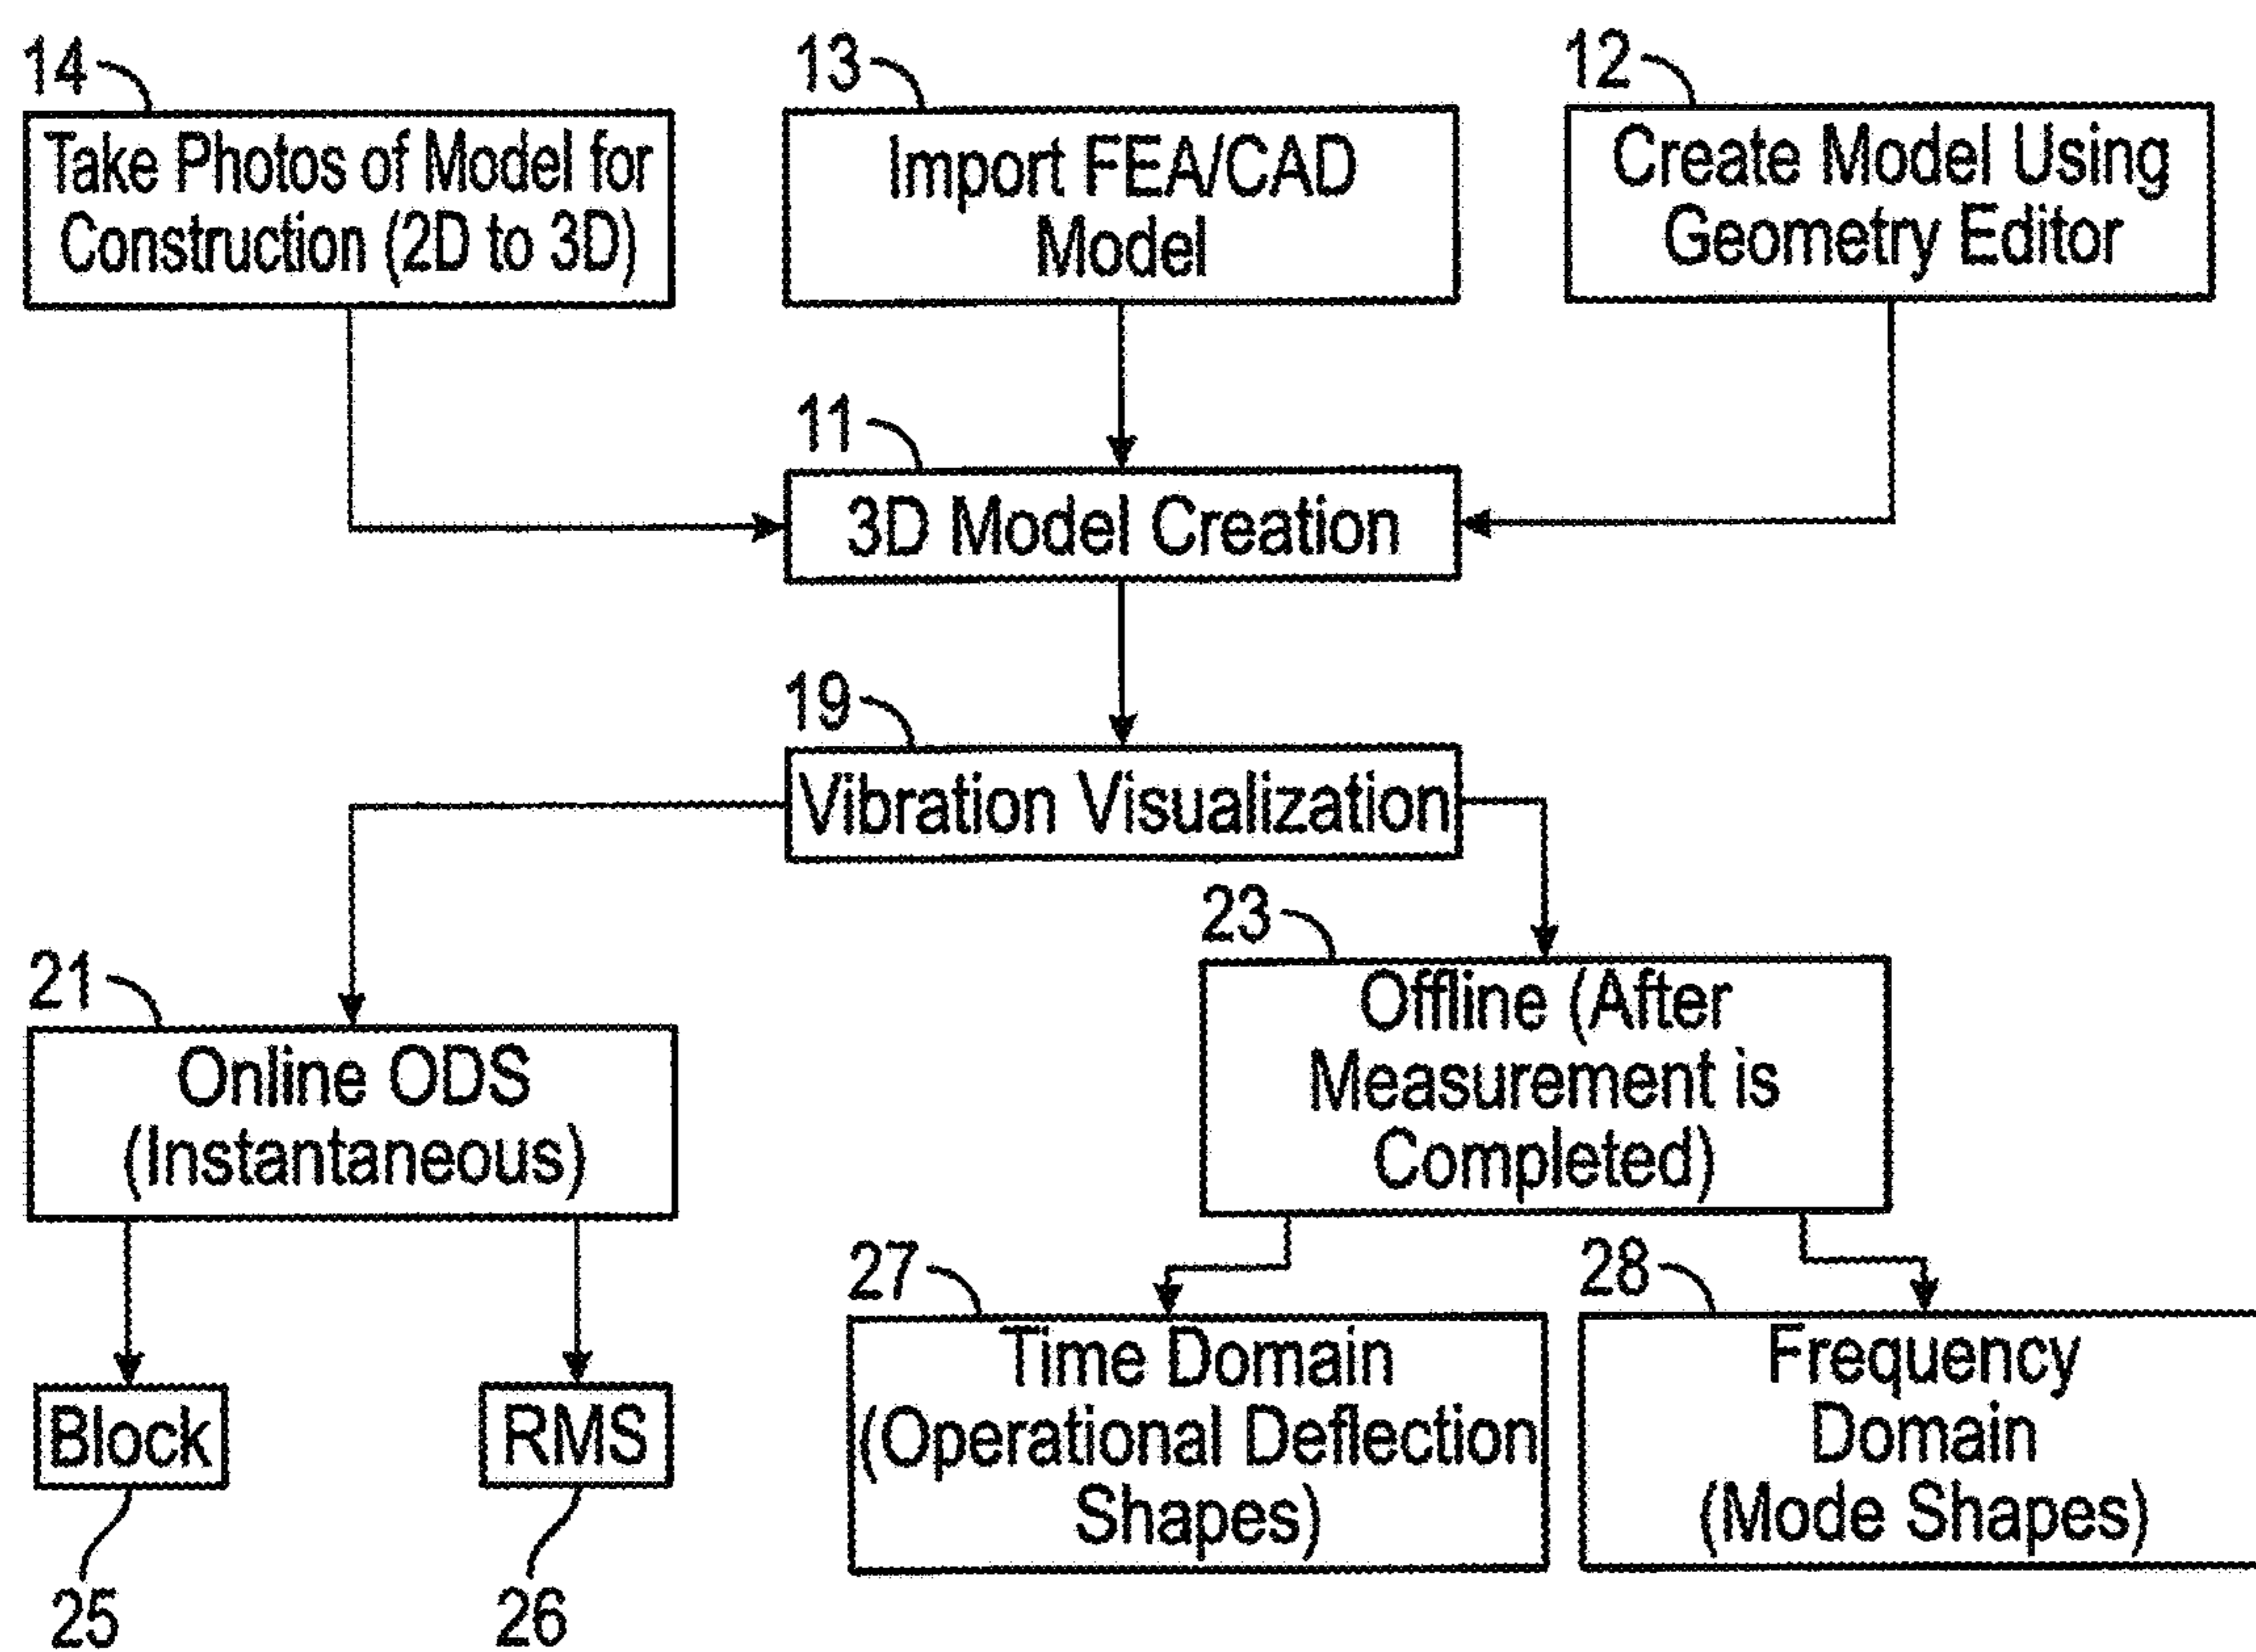 14
Take Photos of Model for
Construction (2D to 3D)
13
Import FEA/CAD
Model
12
Create Model Using
Geometry Editor
11
3D Model Creation
19
Vibration Visualization
21
Online ODS
(Instantaneous)
23
Offline (After
Measurement is
Completed)
Block
25
RMS
26
27
Time Domain
(Operational Deflection
Shapes)
28
Frequency
Domain
(Mode Shapes)